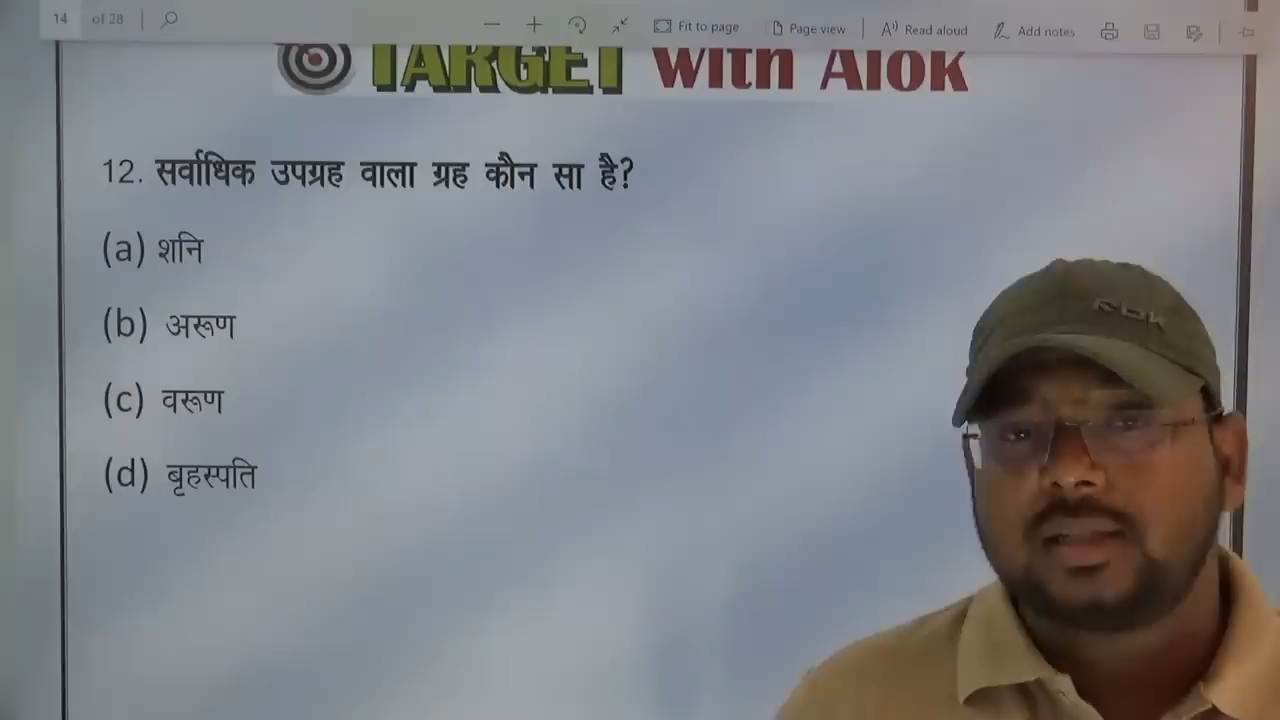 14 of 28 Fit to page Page view Read aloud Add notes
TARGET with Alok
12. सर्वाधिक उपग्रह वाला ग्रह कौन सा है?
(a) शनि
(b) अरूण
(c) वरूण
(d) बृहस्पति